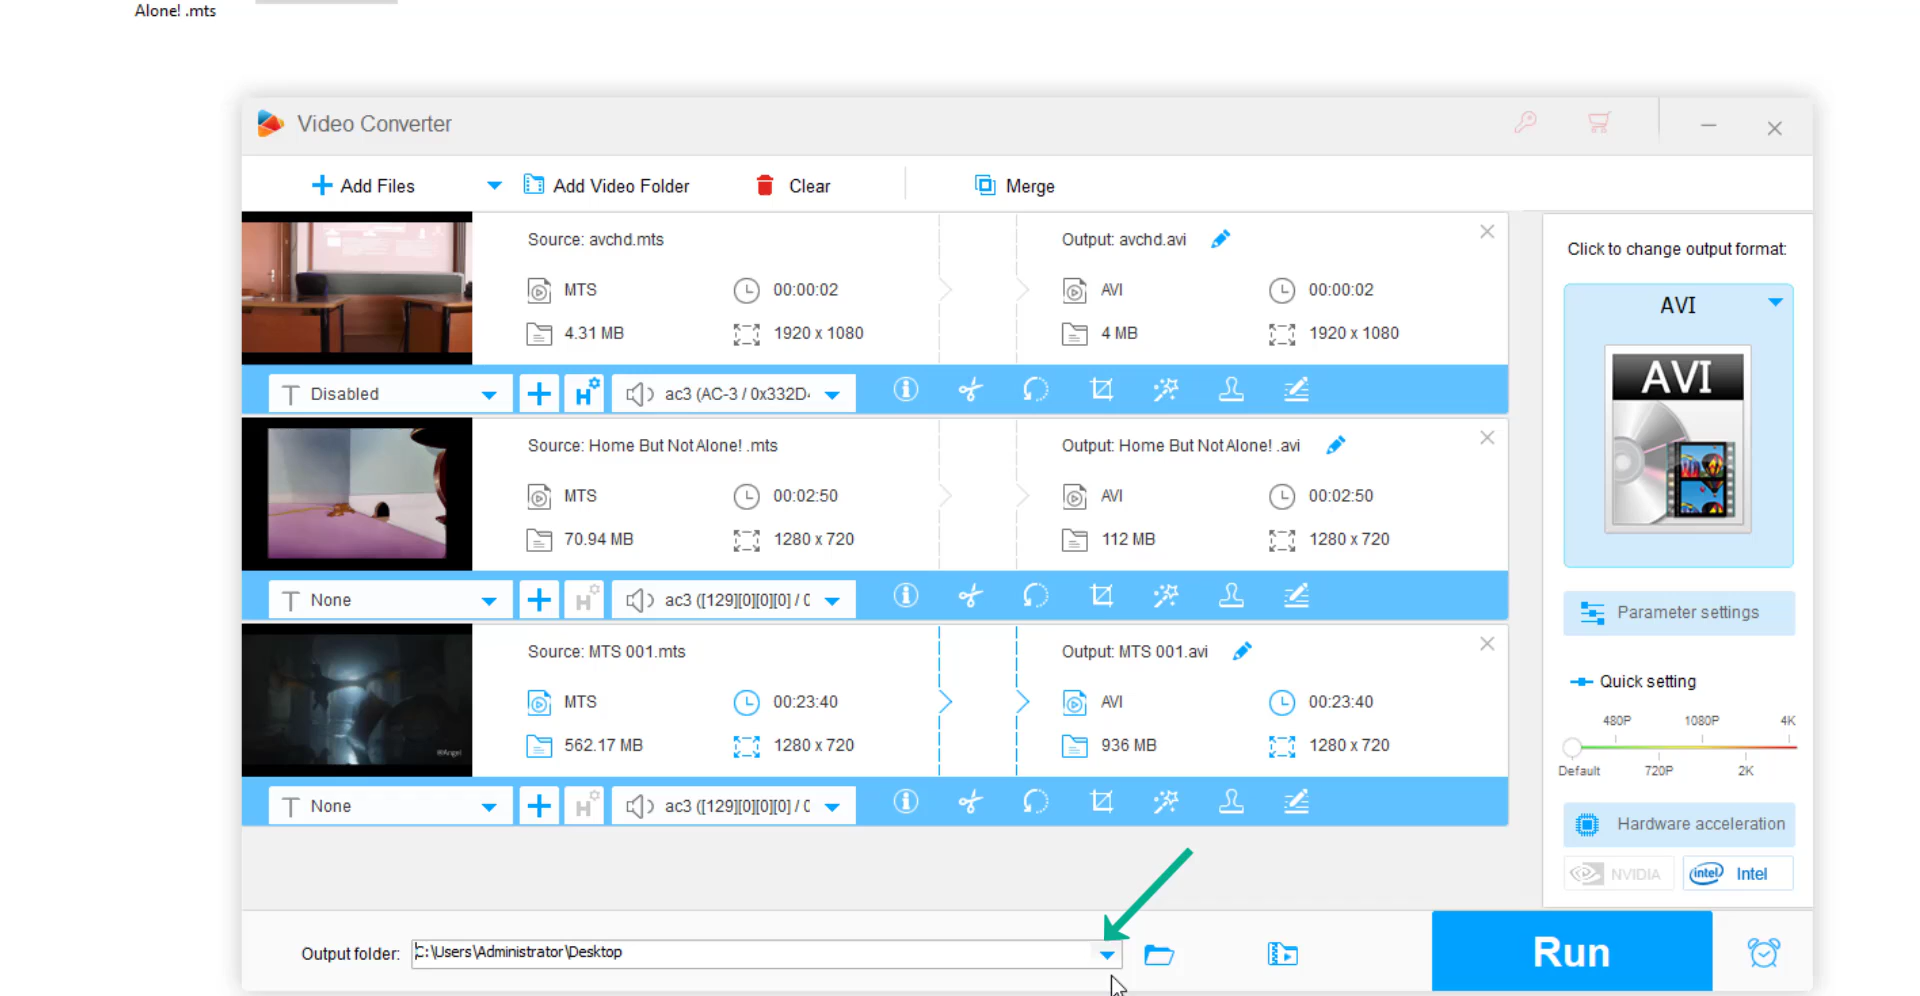 Alone! .mts
Video Converter
Add Files
Add Video Folder
Clear
Merge
Source: avchd.mts
Output: avchd.avi
MTS
00:00:02
AVI
00:00:02
4.31 MB
1920 x 1080
4 MB
1920 x 1080
Disabled
ac3 (AC-3 / 0x332D
Source: Home But Not Alone! .mts
Output: Home But Not Alone! .avi
MTS
00:02:50
AVI
00:02:50
70.94 MB
1280 x 720
112 MB
1280 x 720
None
ac3 ([129][0][0][0] / 0
Source: MTS 001.mts
Output: MTS 001.avi
MTS
00:23:40
AVI
00:23:40
562.17 MB
1280 x 720
936 MB
1280 x 720
None
ac3 ([129][0][0][0] / 0
Click to change output format:
AVI
AVI
Parameter settings
Quick setting
480P 1080P 4K
Default 720P 2K
Hardware acceleration
NVIDIA
intel Intel
Output folder: C:\Users\Administrator\Desktop
Run